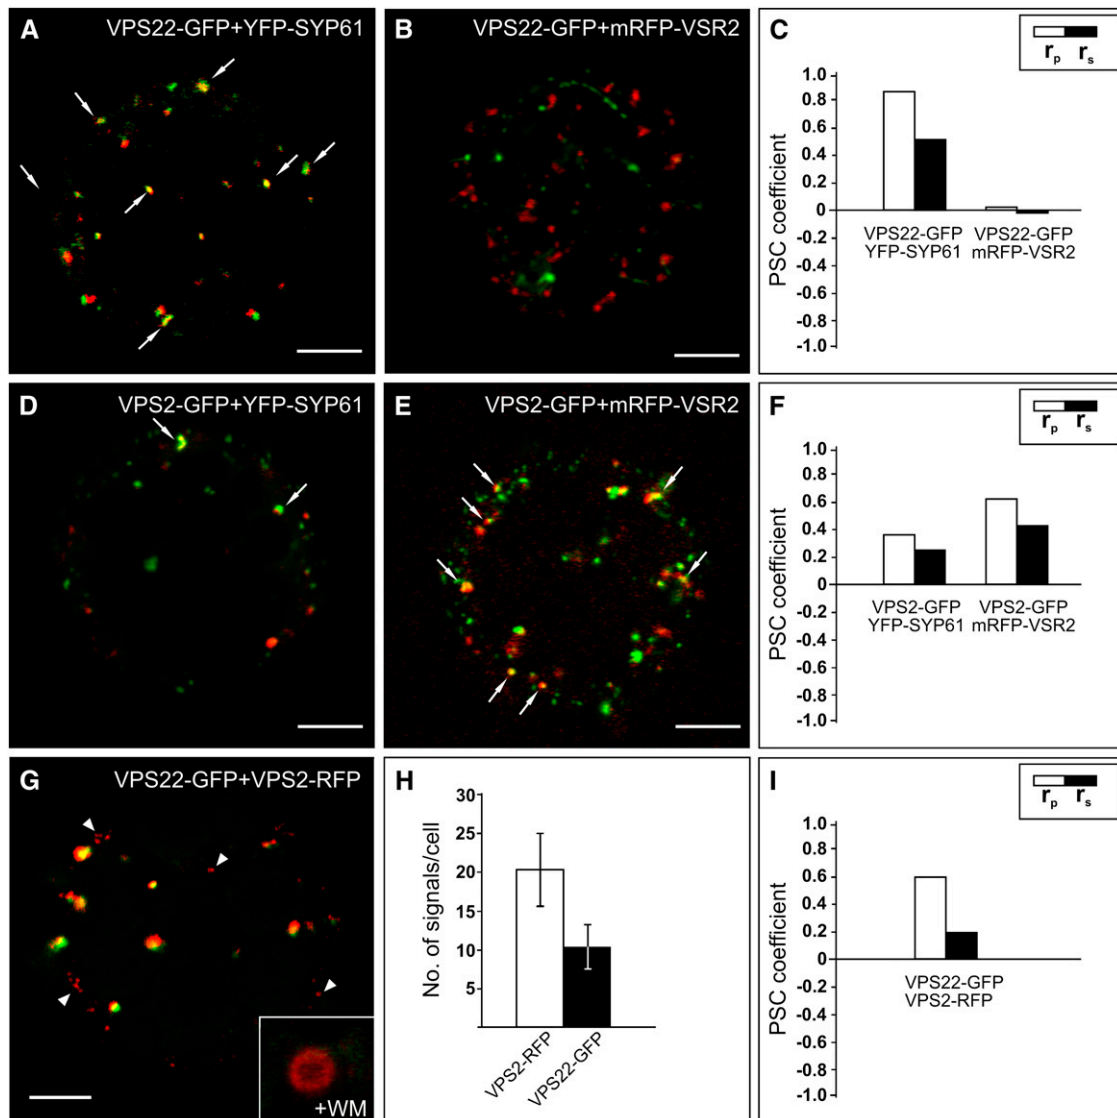 A VPS22-GFP+YFP-SYP61
B VPS22-GFP+mRFP-VSR2
C
rp rs
PSC coefficient
1.0
0.8
0.6
0.4
0.2
0
-0.2
-0.4
-0.6
-0.8
-1.0
VPS22-GFP VPS22-GFP
YFP-SYP61 mRFP-VSR2
D VPS2-GFP+YFP-SYP61
E VPS2-GFP+mRFP-VSR2
F
rp rs
PSC coefficient
1.0
0.8
0.6
0.4
0.2
0
-0.2
-0.4
-0.6
-0.8
-1.0
VPS2-GFP VPS2-GFP
YFP-SYP61 mRFP-VSR2
G VPS22-GFP+VPS2-RFP
+WM
H
No. of signals/cell
30
25
20
15
10
5
VPS2-RFP
VPS22-GFP
I
rp rs
PSC coefficient
1.0
0.8
0.6
0.4
0.2
0
-0.2
-0.4
-0.6
-0.8
-1.0
VPS22-GFP
VPS2-RFP